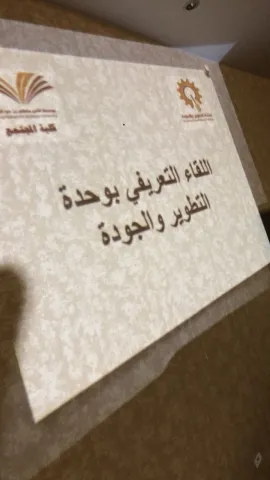 كلية المجتمع
اللقاء التعريفي بوحدة
التطوير والجودة